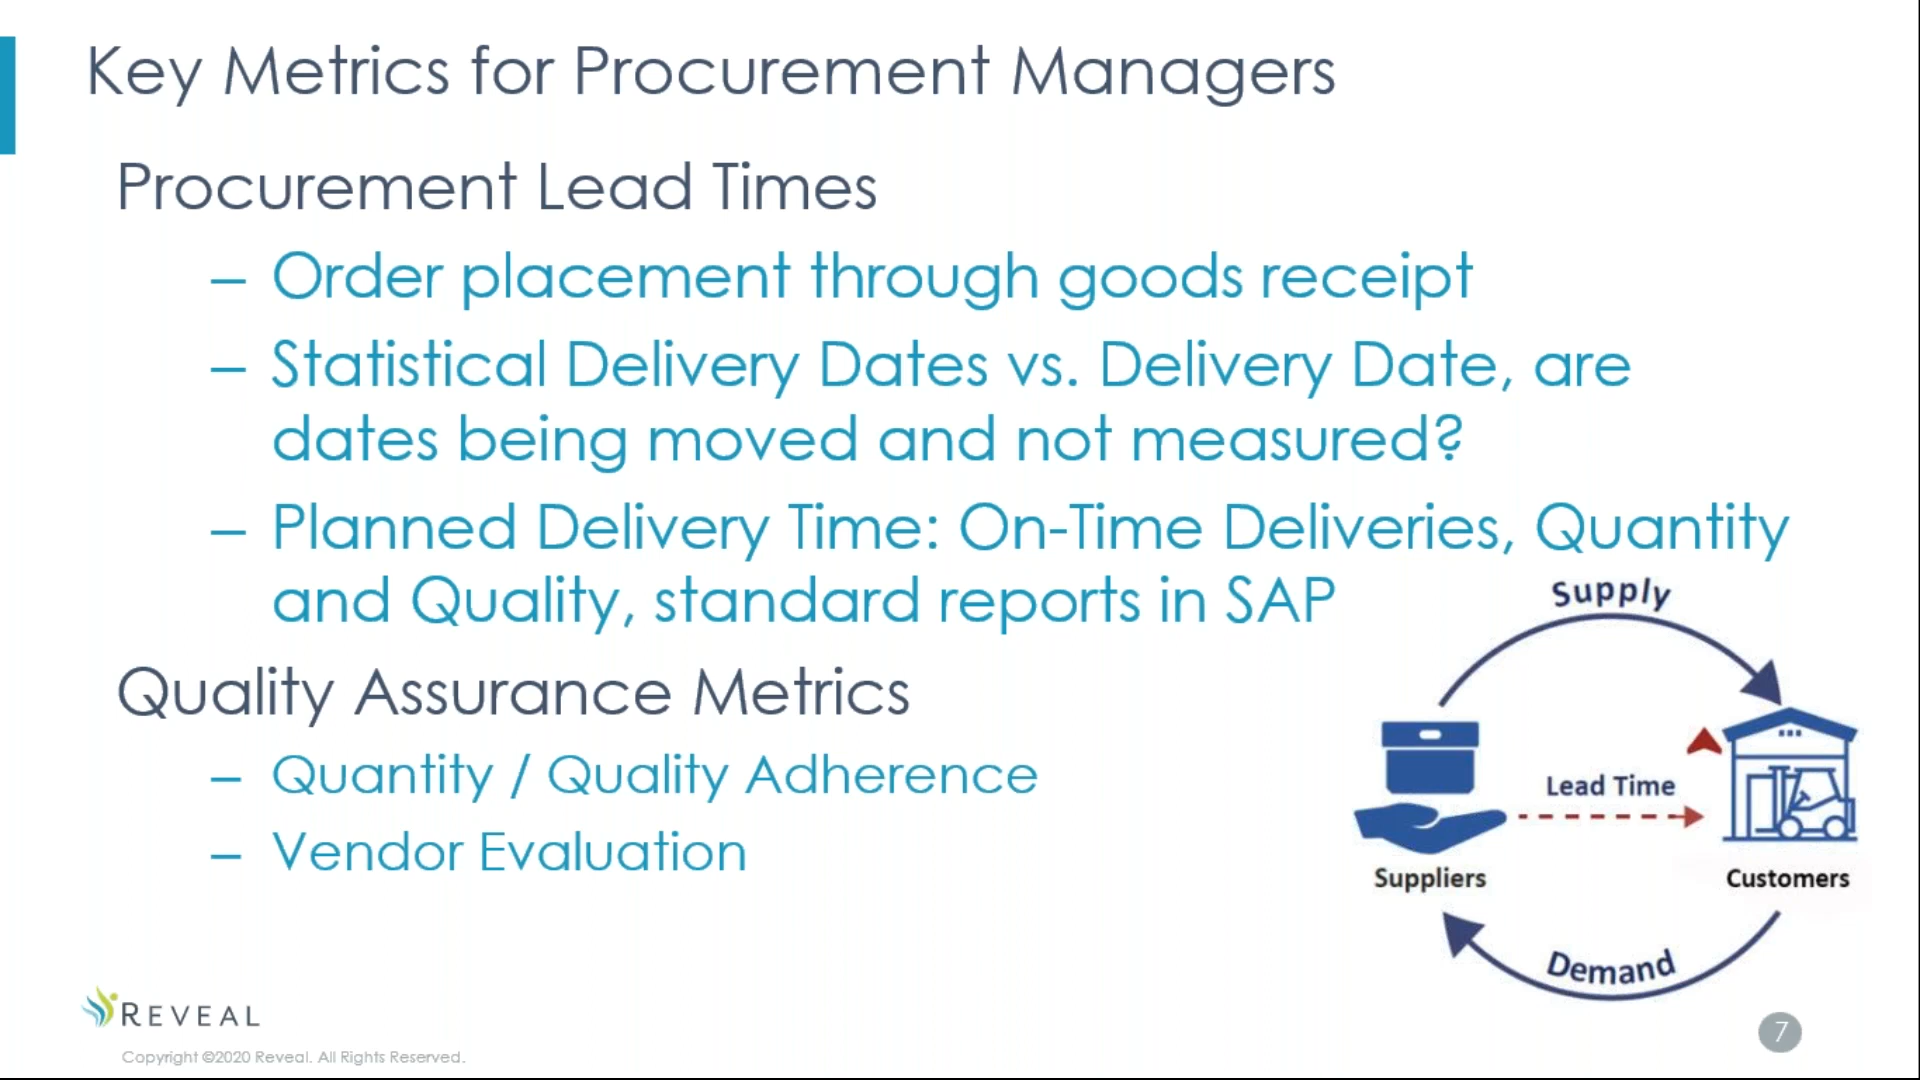 Key Metrics for Procurement Managers
Procurement Lead Times
– Order placement through goods receipt
– Statistical Delivery Dates vs. Delivery Date, are
dates being moved and not measured?
– Planned Delivery Time: On-Time Deliveries, Quantity
and Quality, standard reports in SAP
Quality Assurance Metrics
– Quantity / Quality Adherence
– Vendor Evaluation
Supply
Lead Time
Suppliers
Customers
Demand
REVEAL
Copyright ©2020 Reveal. All Rights Reserved.
7